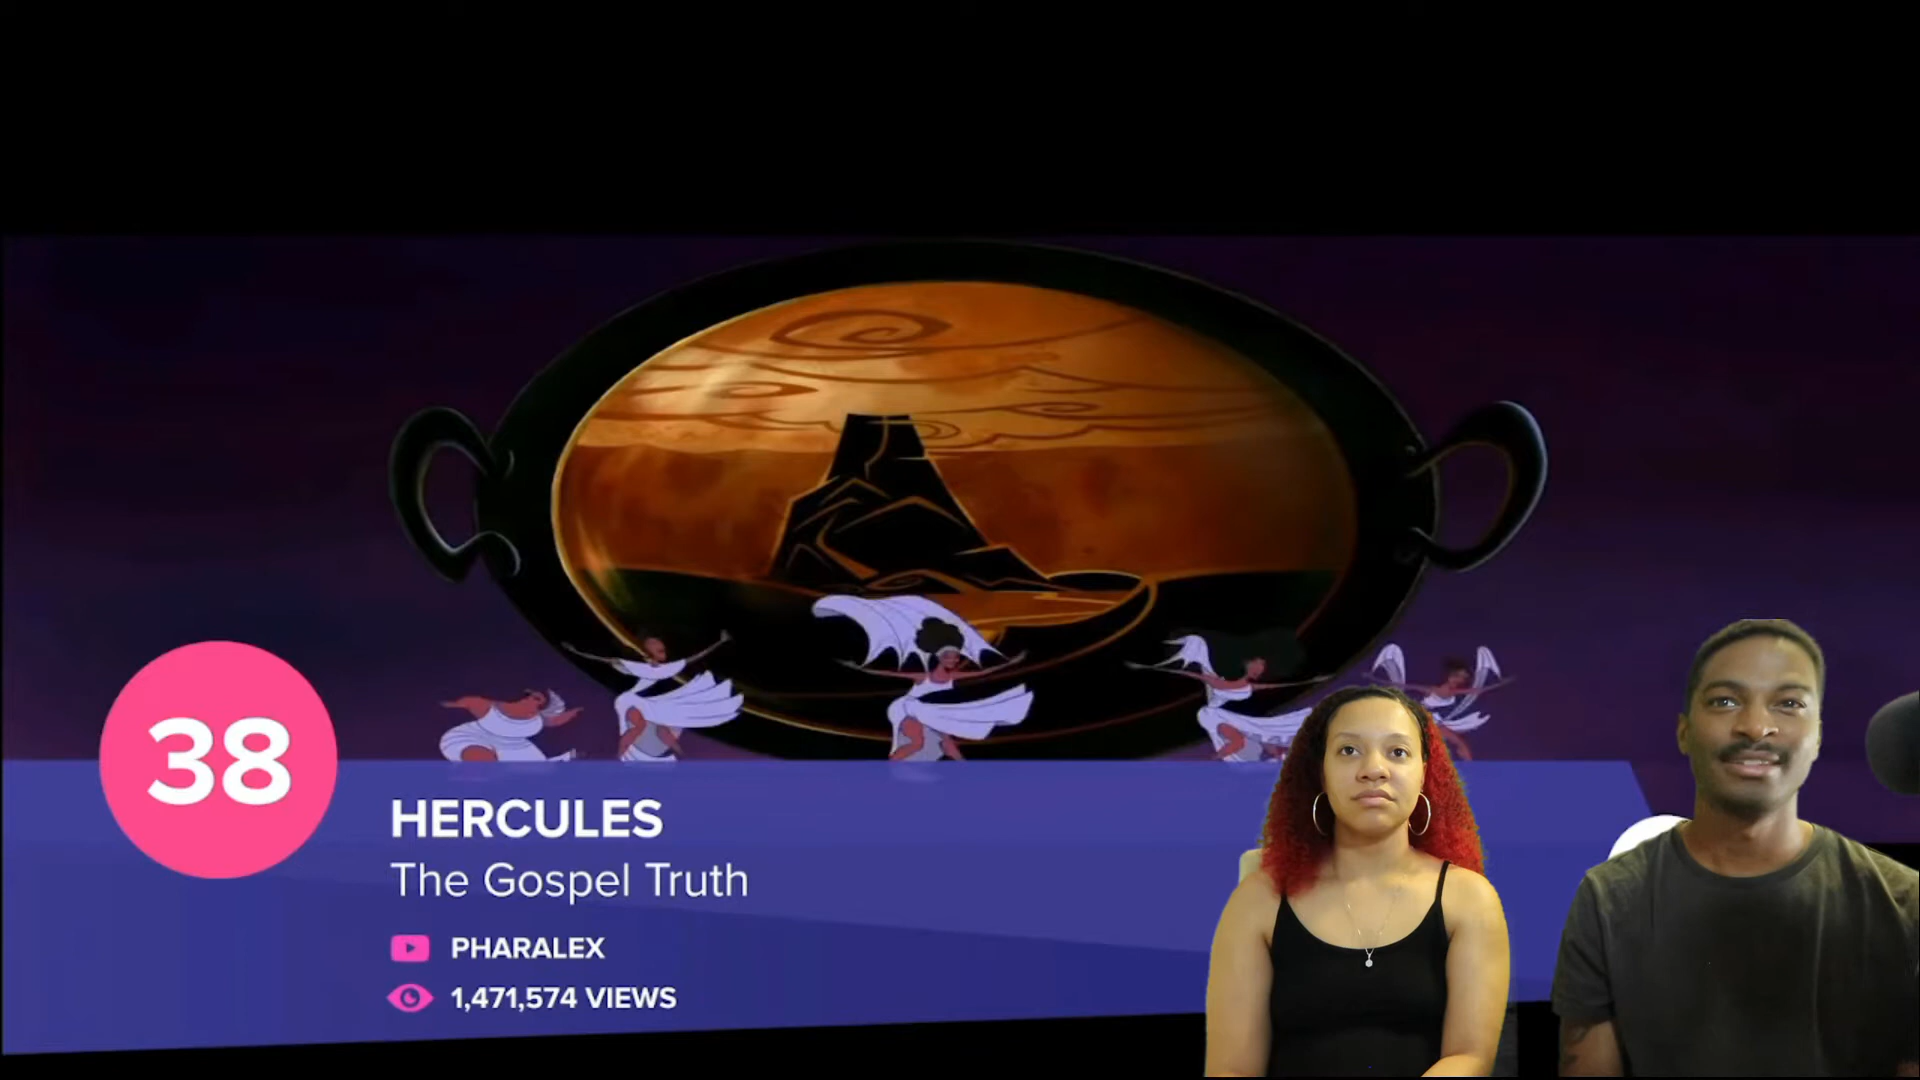 38
HERCULES
The Gospel Truth
PHARALEX
1,471,574 VIEWS